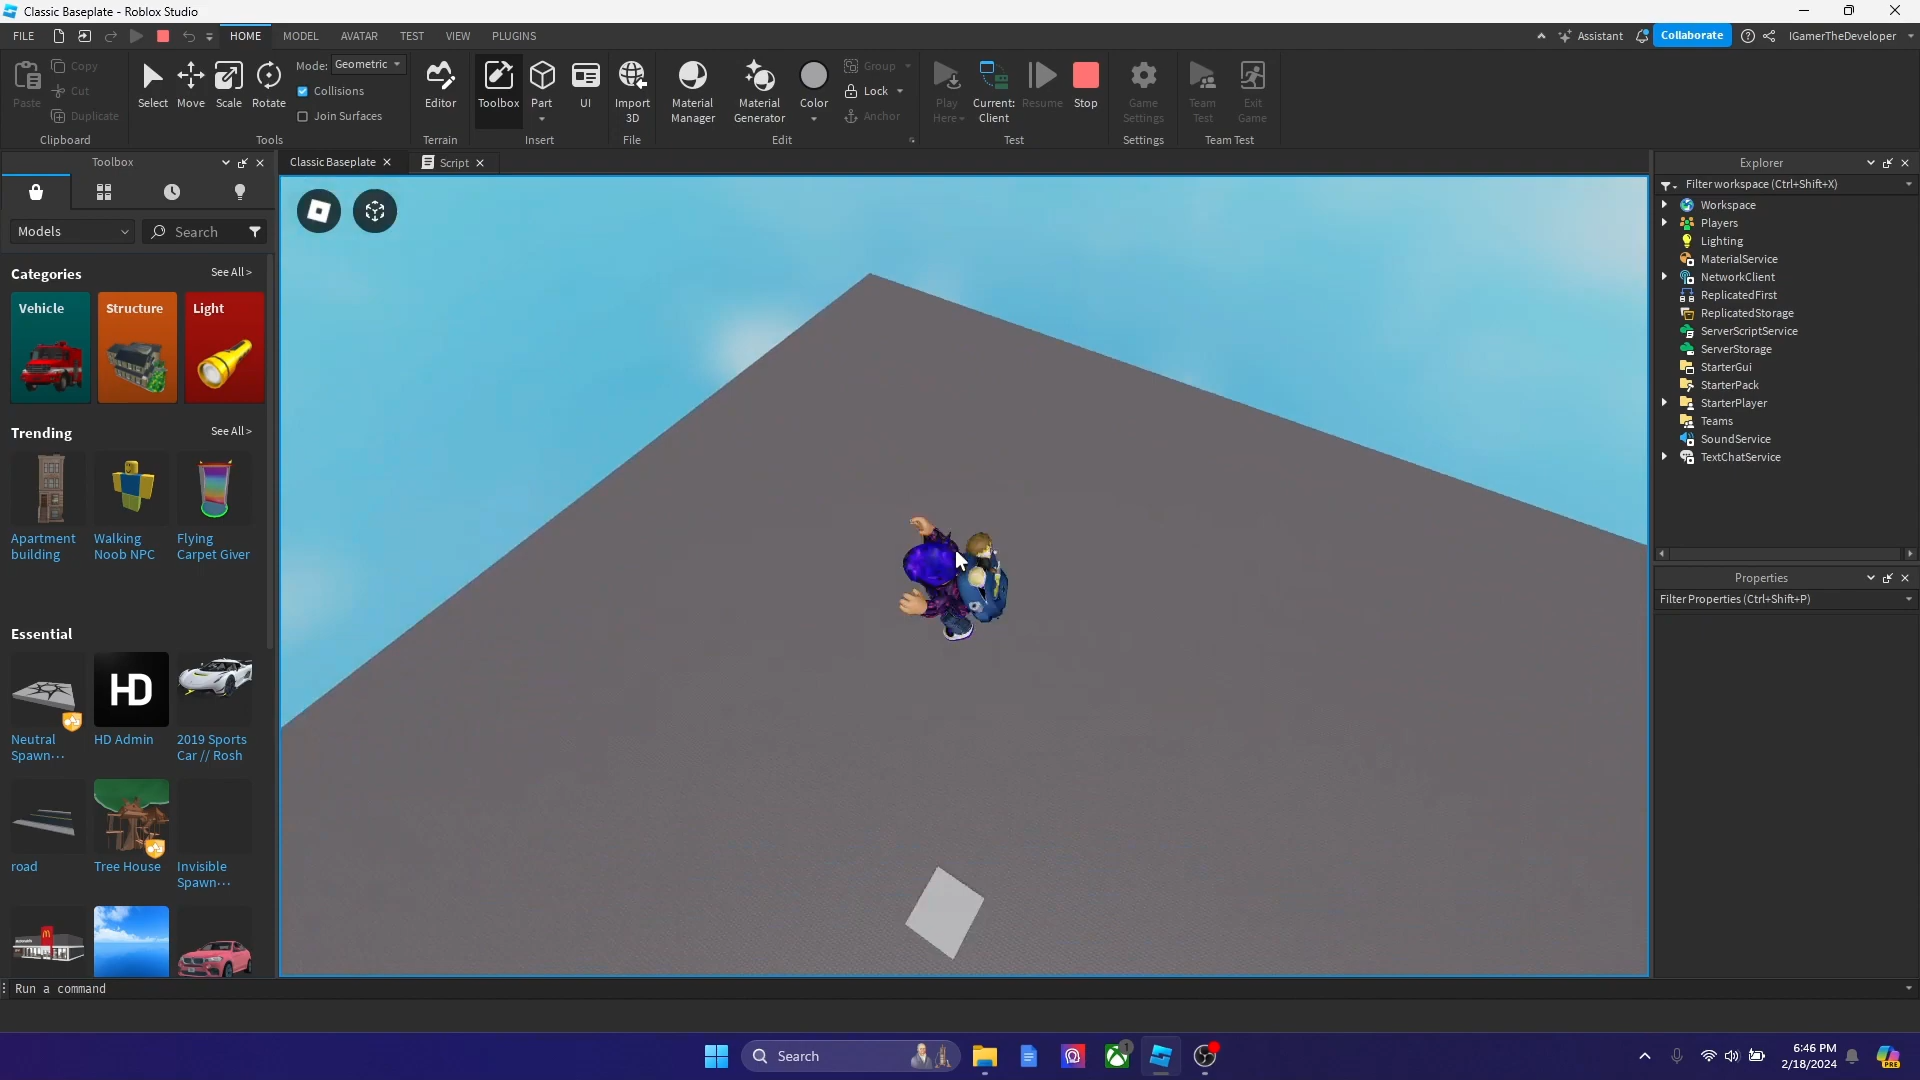 Classic Baseplate - Roblox Studio
FILE HOME MODEL AVATAR TEST VIEW PLUGINS Assistant Collaborate IGamerTheDeveloper
Paste
Copy
Cut
Duplicate
Clipboard
Select
Move
Scale
Rotate
Mode: Geometric
Collisions
Join Surfaces
Tools
Editor
Terrain
Toolbox
Part
UI
Insert
Import
3D
File
Material
Manager
Material
Generator
Color
Group
Lock
Anchor
Edit
Play
Here
Current:
Client
Resume
Stop
Test
Game
Settings
Settings
Team
Test
Exit
Game
Team Test
Toolbox
Classic Baseplate
Script
Models
Search
Categories See All >
Vehicle
Structure
Light
Trending See All >
Apartment
building
Walking
Noob NPC
Flying
Carpet Giver
Essential
HD
Neutral
Spawn...
HD Admin
2019 Sports
Car // Rosh
road
Tree House
Invisible
Spawn...
Explorer
Filter workspace (Ctrl+Shift+X)
Workspace
Players
Lighting
MaterialService
NetworkClient
ReplicatedFirst
ReplicatedStorage
ServerScriptService
ServerStorage
StarterGui
StarterPack
StarterPlayer
Teams
SoundService
TextChatService
Properties
Filter Properties (Ctrl+Shift+P)
Run a command
Search
1
6:46 PM
2/18/2024
PRE